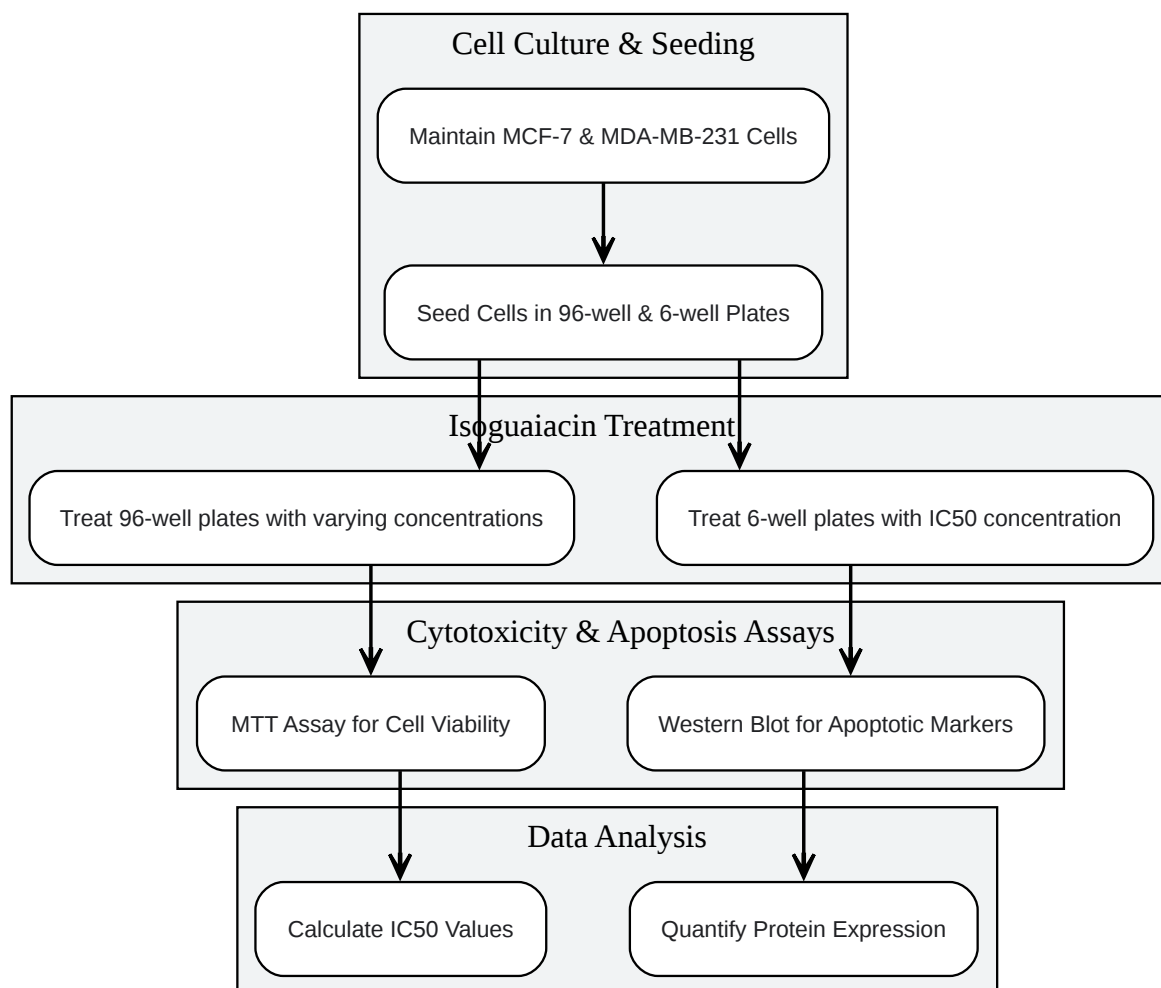 Cell Culture & Seeding
Maintain MCF-7 & MDA-MB-231 Cells
Seed Cells in 96-well & 6-well Plates
Isoguaiacin Treatment
Treat 96-well plates with varying concentrations
Treat 6-well plates with IC50 concentration
Cytotoxicity & Apoptosis Assays
MTT Assay for Cell Viability
Western Blot for Apoptotic Markers
Data Analysis
Calculate IC50 Values
Quantify Protein Expression